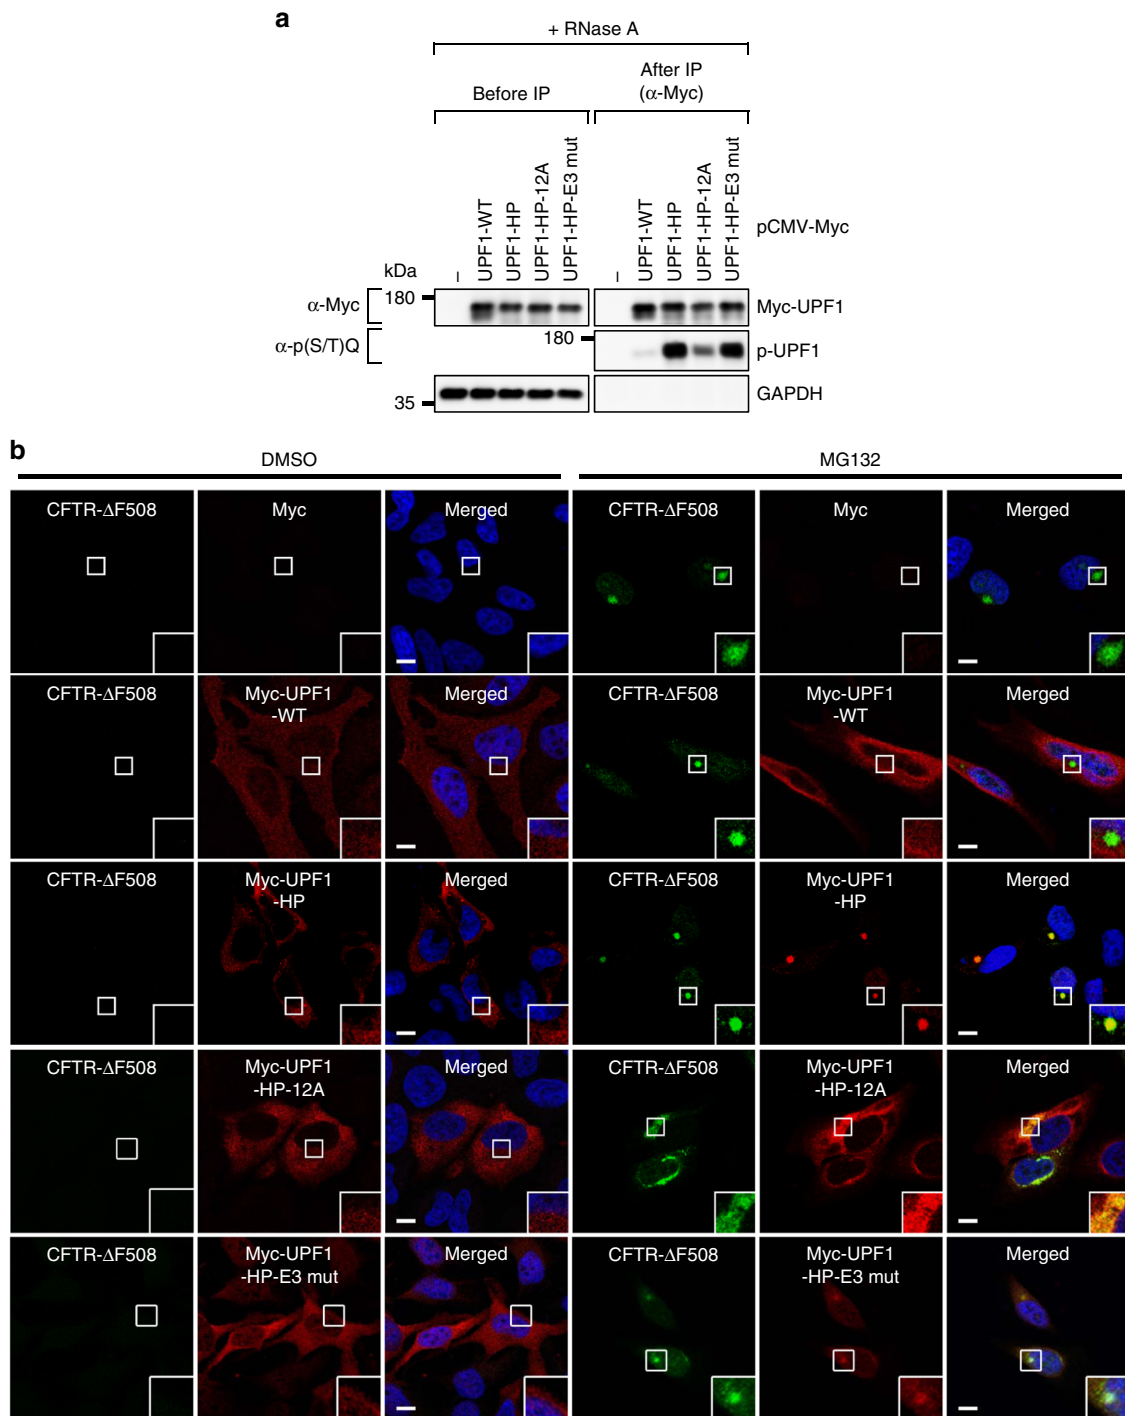 a
+ RNase A
Before IP
After IP
(α-Myc)
–
UPF1-WT
UPF1-HP
UPF1-HP-12A
UPF1-HP-E3 mut
–
UPF1-WT
UPF1-HP
UPF1-HP-12A
UPF1-HP-E3 mut
pCMV-Myc
kDa
α-Myc
180
Myc-UPF1
α-p(S/T)Q
180
p-UPF1
35
GAPDH
b
DMSO
MG132
CFTR-ΔF508
Myc
Merged
CFTR-ΔF508
Myc
Merged
CFTR-ΔF508
Myc-UPF1
-WT
Merged
CFTR-ΔF508
Myc-UPF1
-WT
Merged
CFTR-ΔF508
Myc-UPF1
-HP
Merged
CFTR-ΔF508
Myc-UPF1
-HP
Merged
CFTR-ΔF508
Myc-UPF1
-HP-12A
Merged
CFTR-ΔF508
Myc-UPF1
-HP-12A
Merged
CFTR-ΔF508
Myc-UPF1
-HP-E3 mut
Merged
CFTR-ΔF508
Myc-UPF1
-HP-E3 mut
Merged